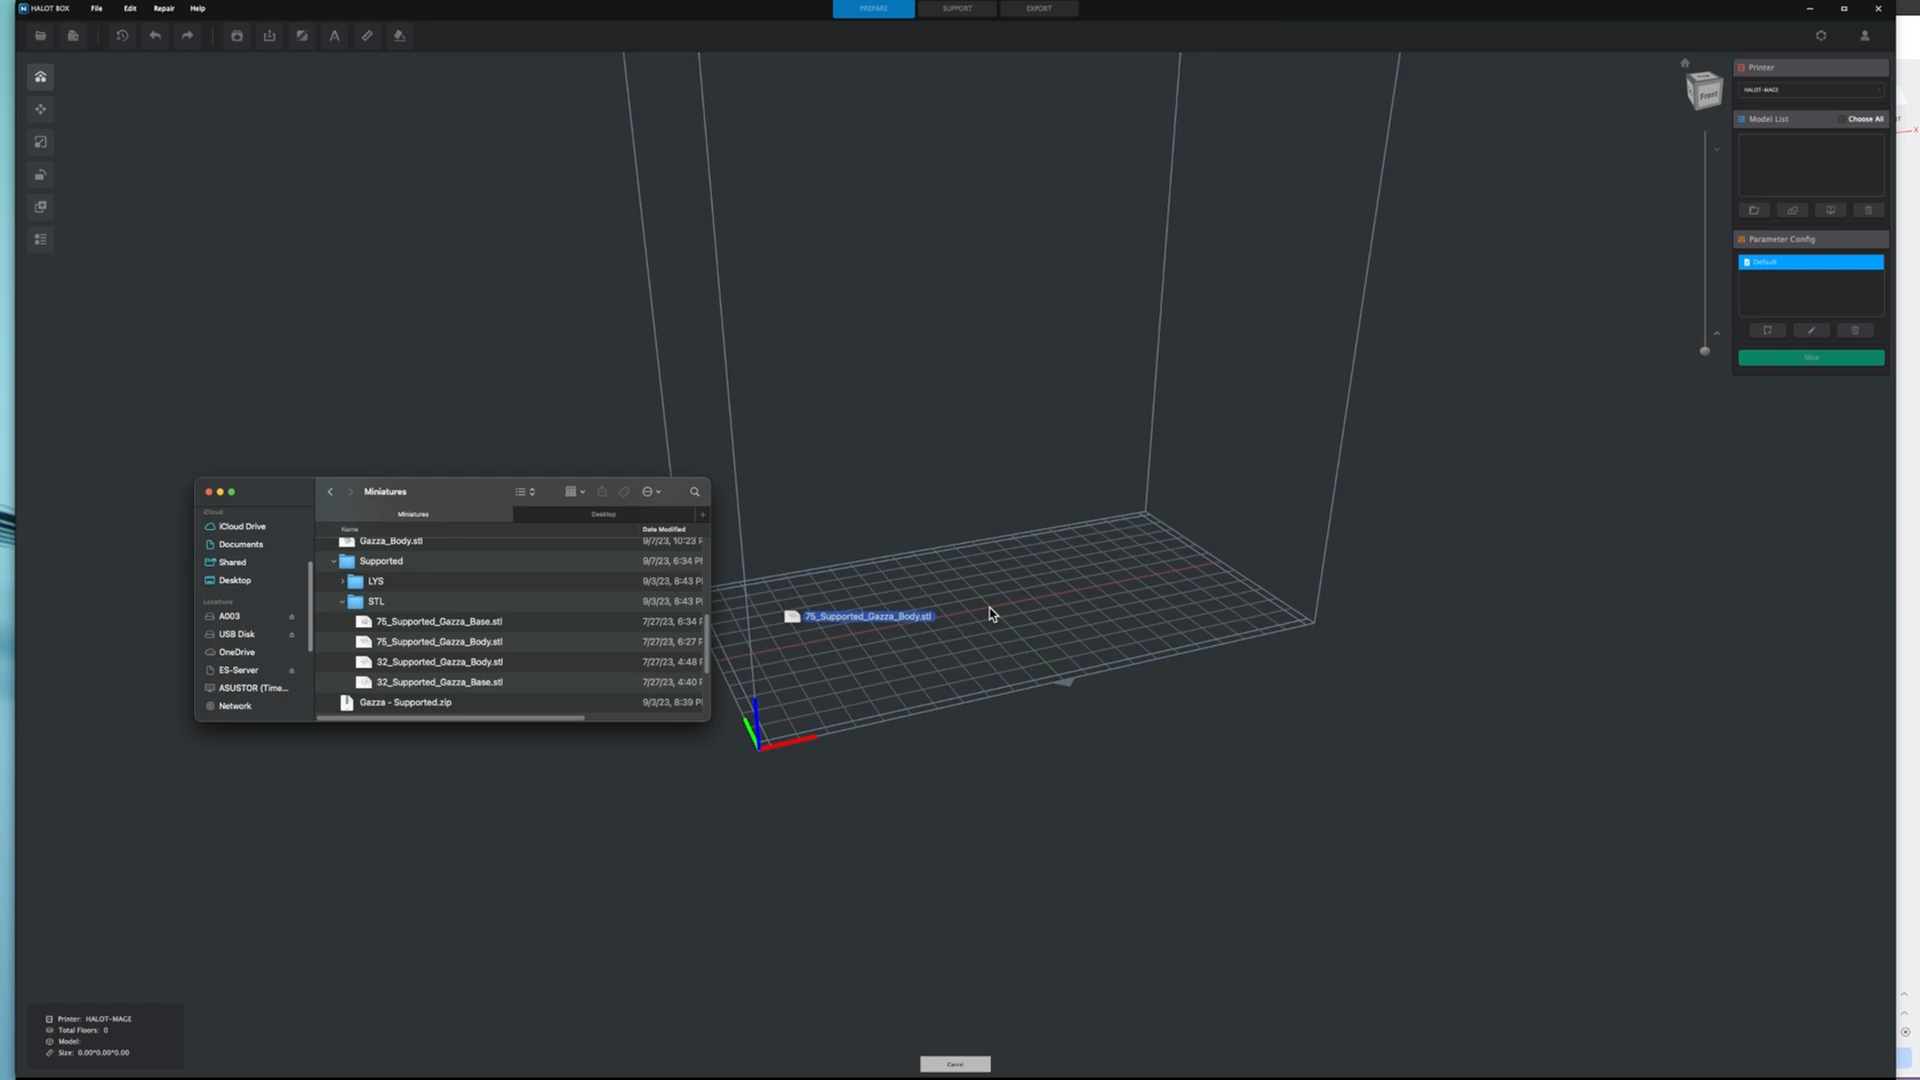 HALOT BOX File Edit Repair Help PREPARE SUPPORT EXPORT
Front
Printer
HALOT-MAGE
Model List Choose All
Parameter Config
Default
Slice
Miniatures
Miniatures Desktop
Name Date Modified
iCloud
iCloud Drive
Documents
Shared
Desktop
Locations
A003
USB Disk
OneDrive
ES-Server
ASUSTOR (Time...
Network
Gazza_Body.stl 9/7/23, 10:23 P
Supported 9/7/23, 6:34 P
LYS 9/3/23, 8:43 P
STL 9/3/23, 8:43 P
75_Supported_Gazza_Base.stl 7/27/23, 6:34 P
75_Supported_Gazza_Body.stl 7/27/23, 6:27 P
32_Supported_Gazza_Body.stl 7/27/23, 4:48 P
32_Supported_Gazza_Base.stl 7/27/23, 4:40 P
Gazza - Supported.zip 9/3/23, 8:39 P
75_Supported_Gazza_Body.stl
Printer: HALOT-MAGE
Total Floors: 0
Model:
Size: 0.00*0.00*0.00
Cancel
X